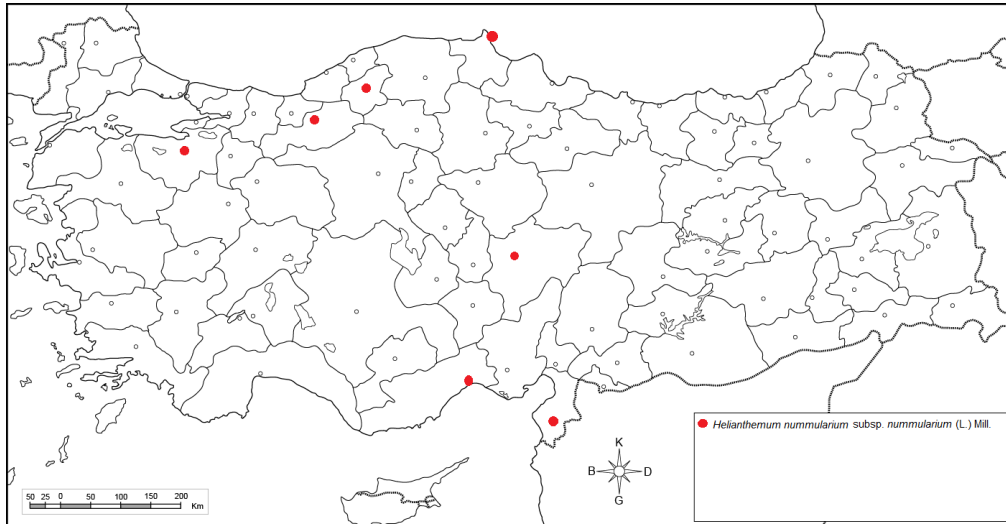 K
B D
G
Helianthemum nummularium subsp. nummularium (L.) Mill.
50 25 0 50 100 150 200
Km